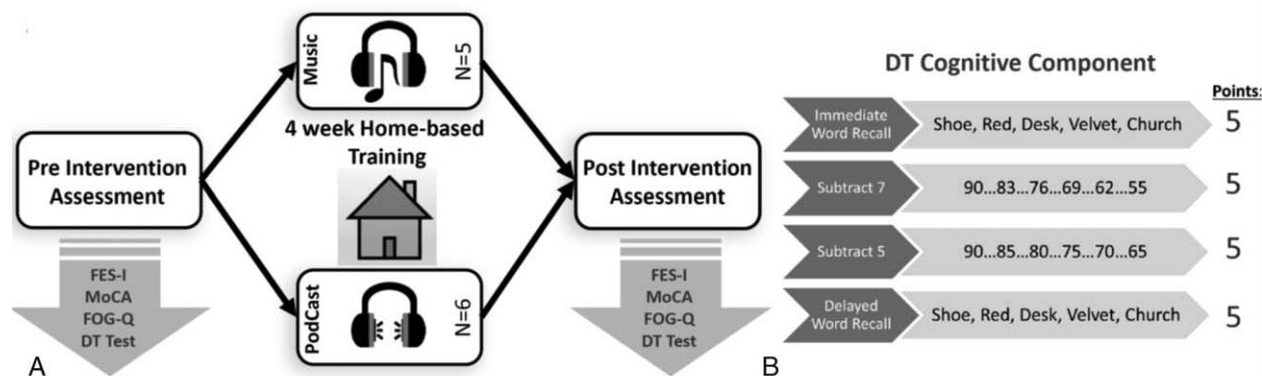 Pre Intervention
Assessment
FES-I
MoCA
FOG-Q
DT Test
A
Music
N=5
4 week Home-based
Training
PodCast
N=6
Post Intervention
Assessment
FES-I
MoCA
FOG-Q
DT Test
B
DT Cognitive Component
Points:
Immediate
Word Recall
Shoe, Red, Desk, Velvet, Church
5
Subtract 7
90...83...76...69...62...55
5
Subtract 5
90...85...80...75...70...65
5
Delayed
Word Recall
Shoe, Red, Desk, Velvet, Church
5